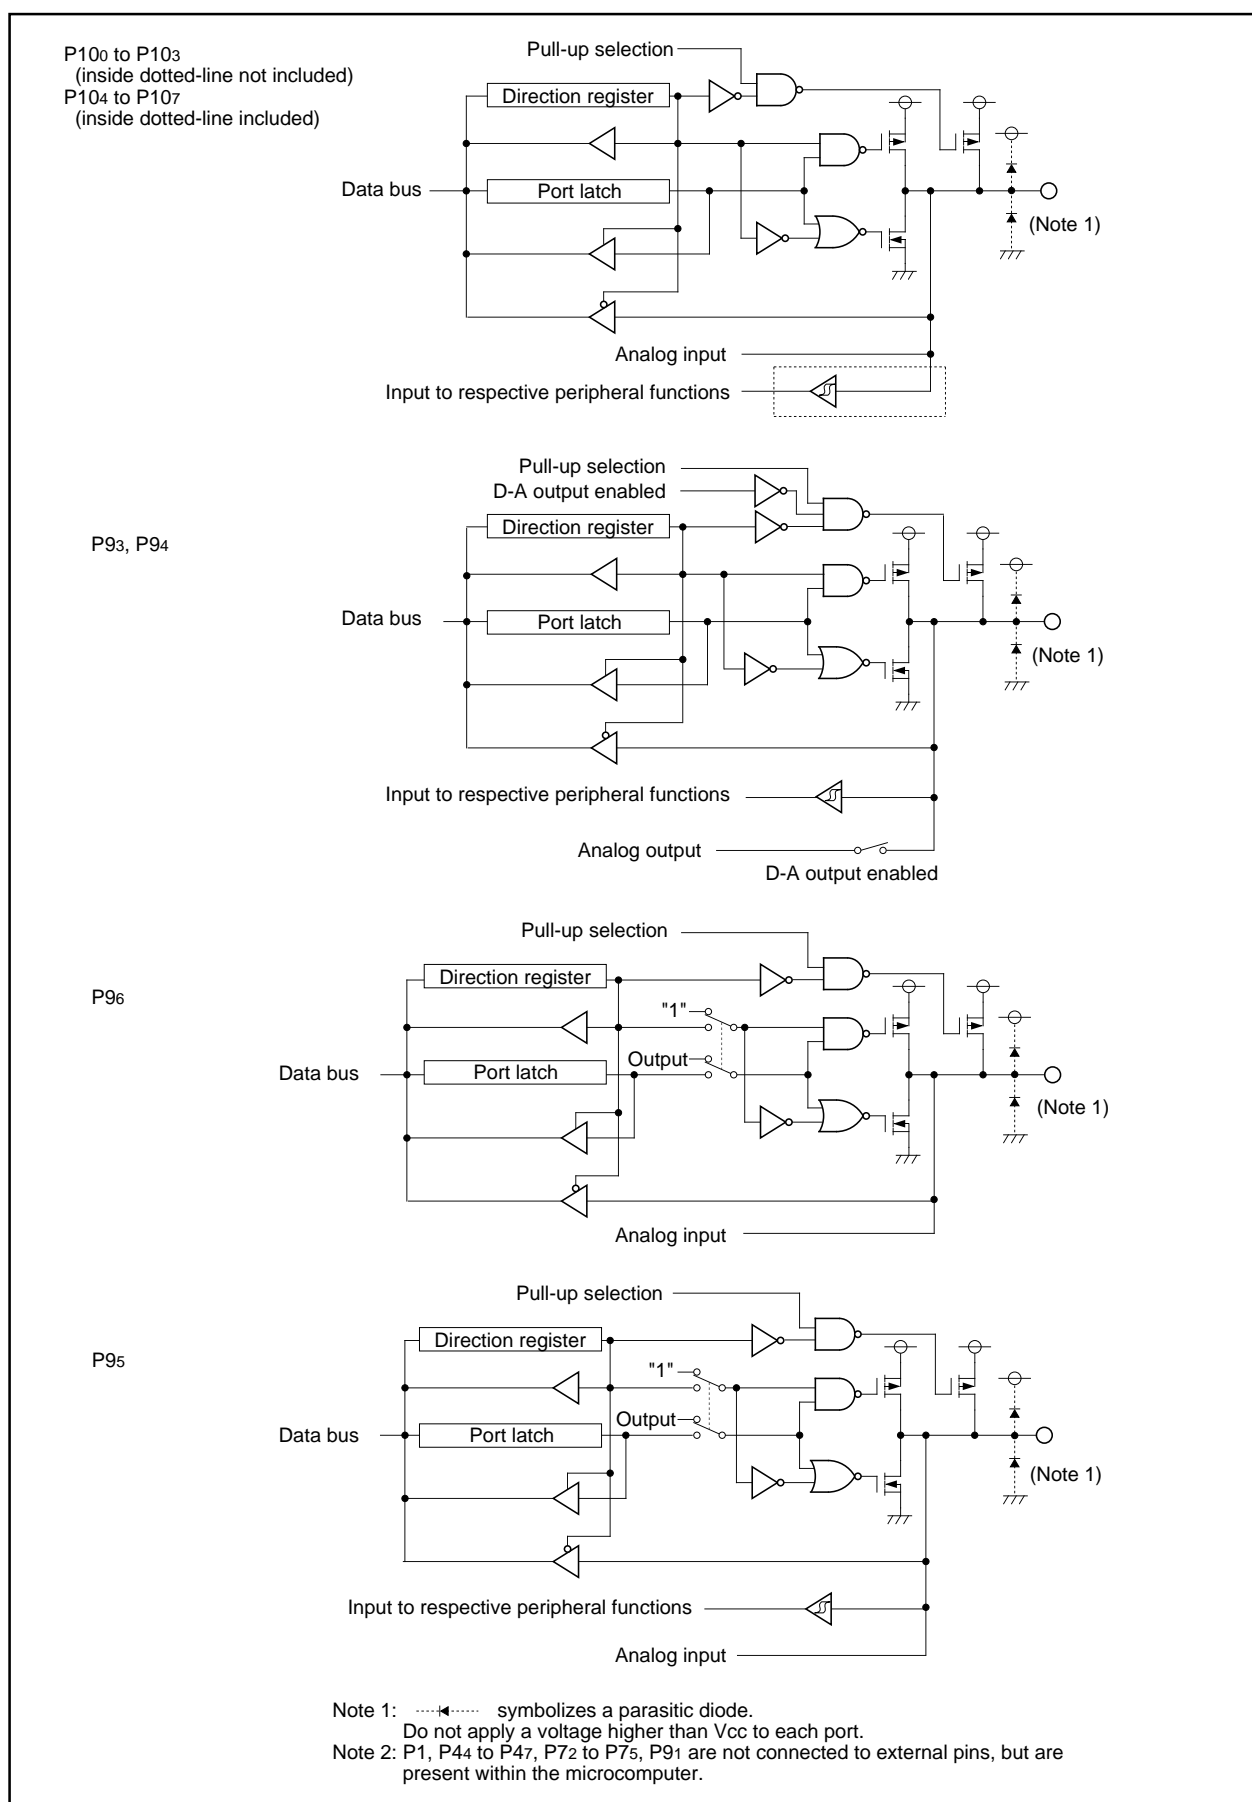 P100 to P103
(inside dotted-line not included)
P104 to P107
(inside dotted-line included)
Pull-up selection
Direction register
Data bus
Port latch
(Note 1)
Analog input
Input to respective peripheral functions
P93, P94
Pull-up selection
D-A output enabled
Direction register
Data bus
Port latch
(Note 1)
Input to respective peripheral functions
Analog output
D-A output enabled
P96
Pull-up selection
Direction register
"1"
Output
Data bus
Port latch
(Note 1)
Analog input
P95
Pull-up selection
Direction register
"1"
Output
Data bus
Port latch
(Note 1)
Input to respective peripheral functions
Analog input
Note 1: symbolizes a parasitic diode.
Do not apply a voltage higher than Vcc to each port.
Note 2: P1, P44 to P47, P72 to P75, P91 are not connected to external pins, but are
present within the microcomputer.